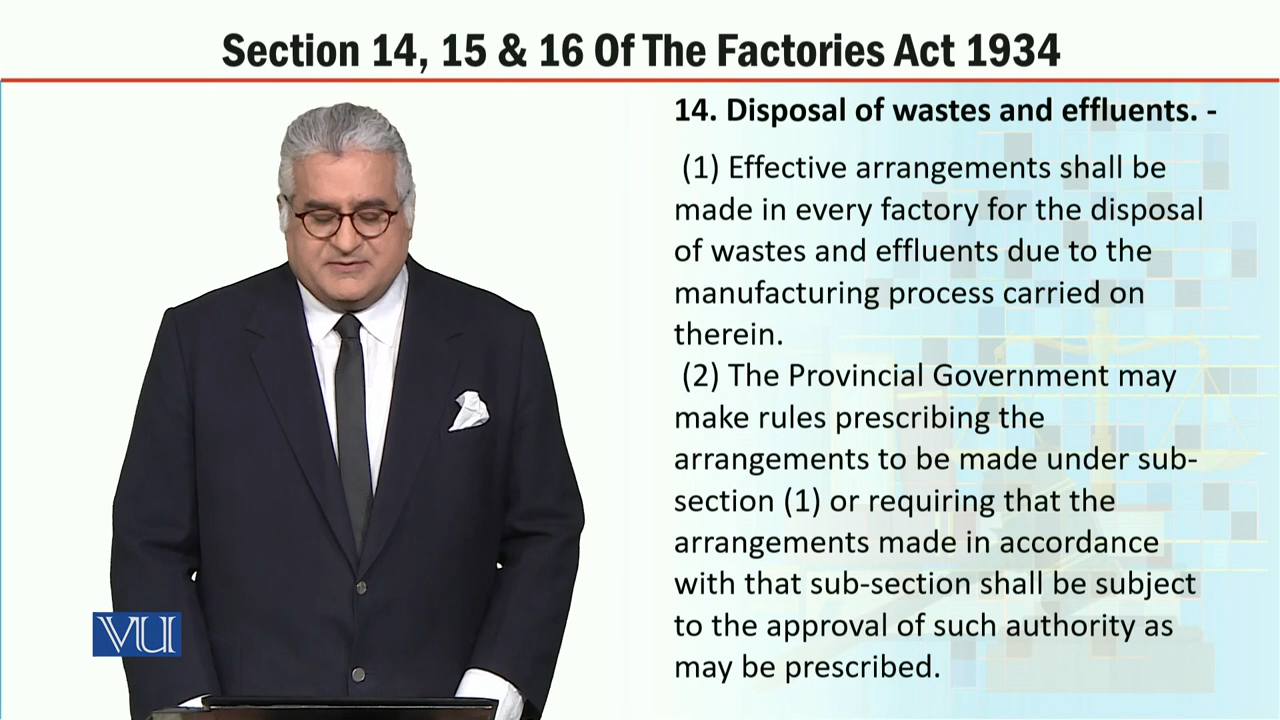 Section 14, 15 & 16 Of The Factories Act 1934
14. Disposal of wastes and effluents. -
(1) Effective arrangements shall be
made in every factory for the disposal
of wastes and effluents due to the
manufacturing process carried on
therein.
(2) The Provincial Government may
make rules prescribing the
arrangements to be made under sub-
section (1) or requiring that the
arrangements made in accordance
with that sub-section shall be subject
to the approval of such authority as
may be prescribed.
VU